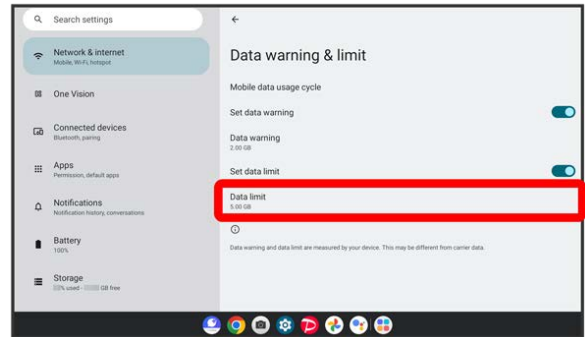 Search settings
Network & internet
Mobile, Wi-Fi, hotspot
One Vision
Connected devices
Bluetooth, pairing
Apps
Permission, default apps
Notifications
Notification history, conversations
Battery
100%
Storage
% used - GB free
Data warning & limit
Mobile data usage cycle
Set data warning
Data warning
2.00 GB
Set data limit
Data limit
5.00 GB
Data warning and data limit are measured by your device. This may be different from carrier data.